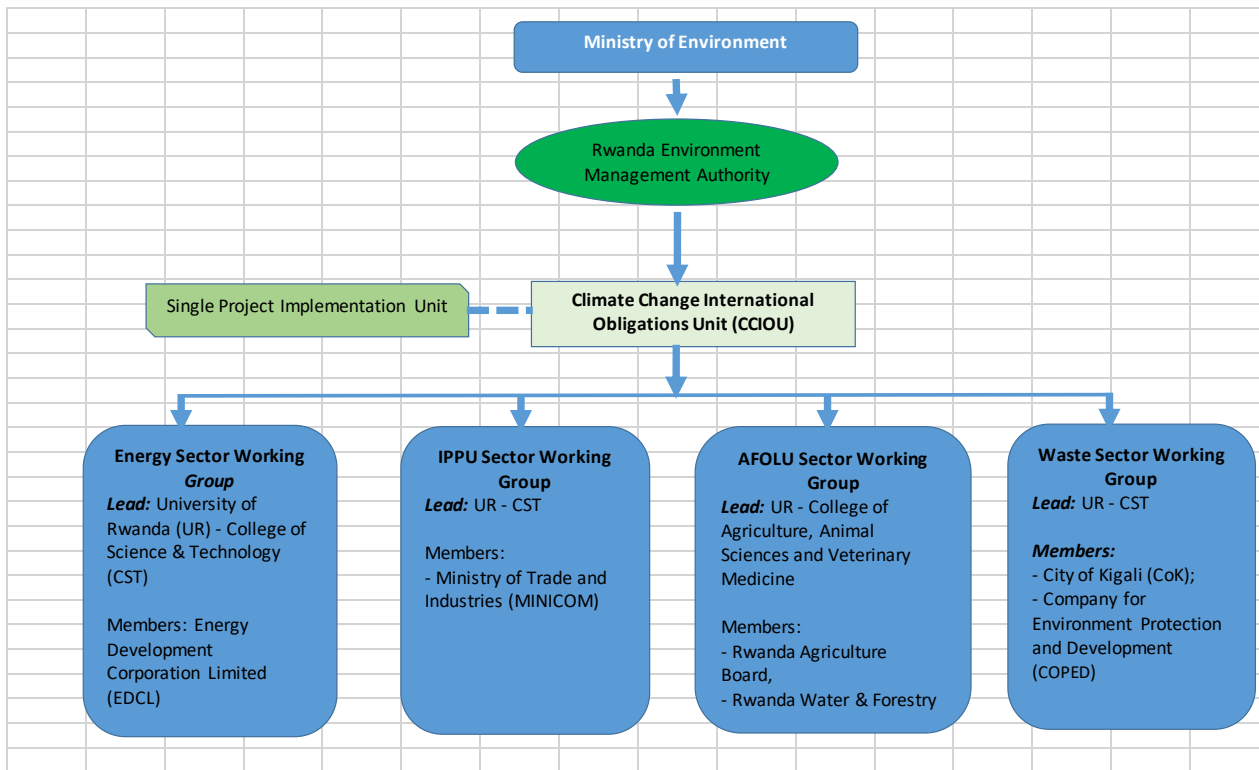 Ministry of Environment
Rwanda Environment
Management Authority
Single Project Implementation Unit
Climate Change International
Obligations Unit (CCIOU)
Energy Sector Working
Group
Lead: University of
Rwanda (UR) - College of
Science & Technology
(CST)
Members: Energy
Development
Corporation Limited
(EDCL)
IPPU Sector Working
Group
Lead: UR - CST
Members:
- Ministry of Trade and
Industries (MINICOM)
AFOLU Sector Working
Group
Lead: UR - College of
Agriculture, Animal
Sciences and Veterinary
Medicine
Members:
- Rwanda Agriculture
Board,
- Rwanda Water & Forestry
Waste Sector Working
Group
Lead: UR - CST
Members:
- City of Kigali (CoK);
- Company for
Environment Protection
and Development
(COPED)